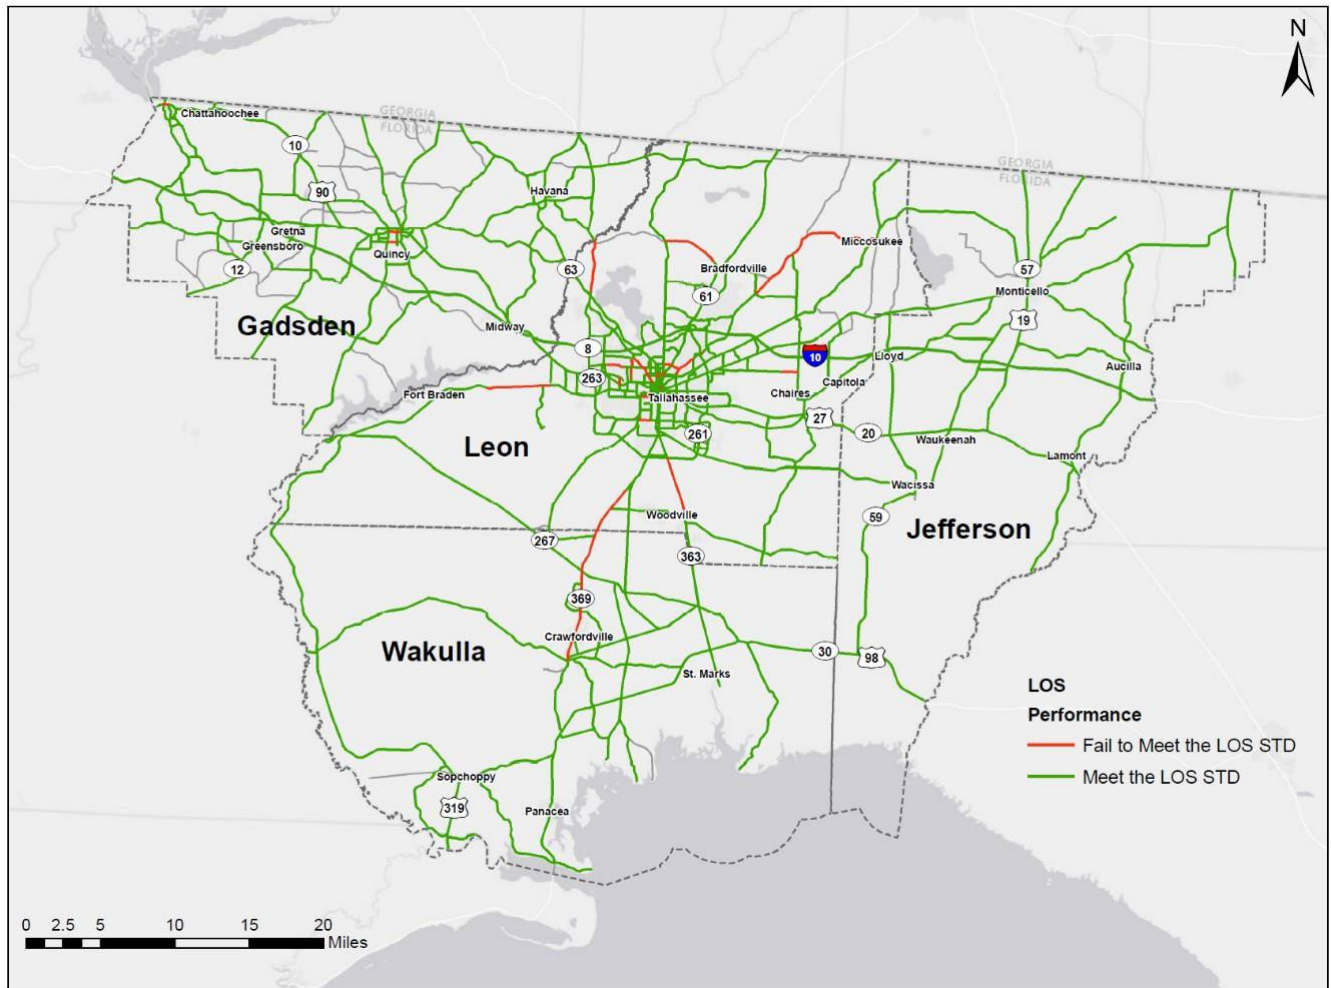 N
Chattahoochee
GEORGIA
FLORIDA
10
90
Havana
GEORGIA
FLORIDA
Gretna
Greensboro
Quincy
Miccosukee
12
63
Bradfordville
57
61
Monticello
Gadsden
Midway
19
8
10
Lloyd
Aucilla
263
Capitola
Fort Braden
Chaires
Tallahassee
27
Leon
261
20
Waukeenah
Lamont
Wacissa
Woodville
59
Jefferson
267
363
369
Crawfordville
Wakulla
30
98
St. Marks
LOS
Performance
Fail to Meet the LOS STD
Meet the LOS STD
Sopchoppy
319
Panacea
0 2.5 5 10 15 20
Miles